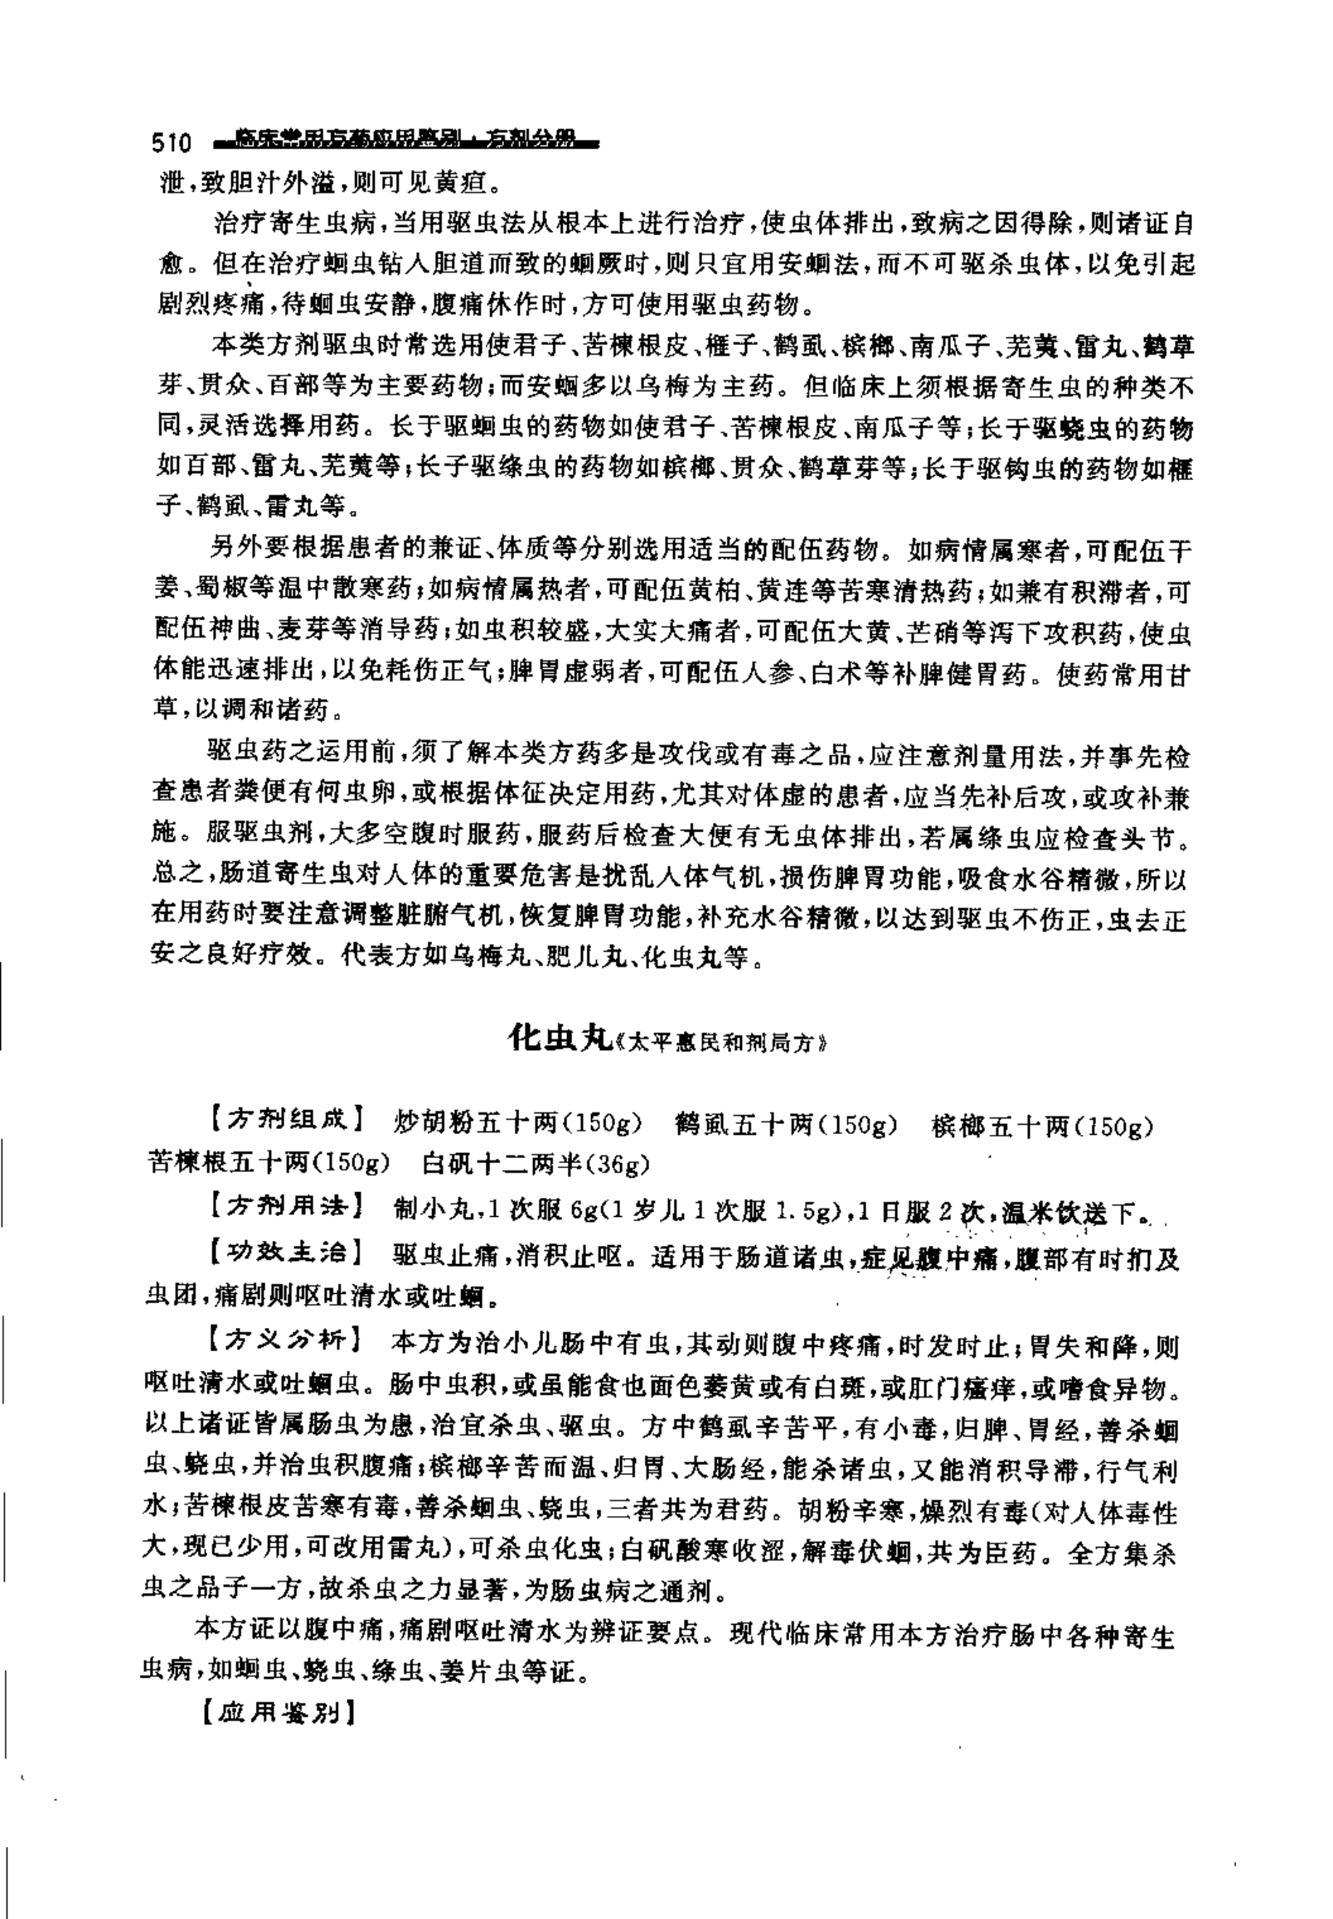 510 临床常用方药应用鉴别·方剂分册
泄,致胆汁外溢,则可见黄疸。
治疗寄生虫病,当用驱虫法从根本上进行治疗,使虫体排出,致病之因得除,则诸证自
愈。但在治疗蛔虫钻入胆道而致的蛔厥时,则只宜用安蛔法,而不可驱杀虫体,以免引起
剧烈疼痛,待蛔虫安静,腹痛休作时,方可使用驱虫药物。
本类方剂驱虫时常选用使君子、苦楝根皮、榧子、鹤虱、槟榔、南瓜子、芜荑、雷丸、鹤草
芽、贯众、百部等为主要药物;而安蛔多以乌梅为主药。但临床上须根据寄生虫的种类不
同,灵活选择用药。长于驱蛔虫的药物如使君子、苦楝根皮、南瓜子等;长于驱蛲虫的药物
如百部、雷丸、芜荑等;长子驱绦虫的药物如槟榔、贯众、鹤草芽等;长于驱钩虫的药物如榧
子、鹤虱、雷丸等。
另外要根据患者的兼证、体质等分别选用适当的配伍药物。如病情属寒者,可配伍干
姜、蜀椒等温中散寒药;如病情属热者,可配伍黄柏、黄连等苦寒清热药;如兼有积滞者,可
配伍神曲、麦芽等消导药;如虫积较盛,大实大痛者,可配伍大黄、芒硝等泻下攻积药,使虫
体能迅速排出,以免耗伤正气;脾胃虚弱者,可配伍人参、白术等补脾健胃药。使药常用甘
草,以调和诸药。
驱虫药之运用前,须了解本类方药多是攻伐或有毒之品,应注意剂量用法,并事先检
查患者粪便有何虫卵,或根据体征决定用药,尤其对体虚的患者,应当先补后攻,或攻补兼
施。服驱虫剂,大多空腹时服药,服药后检查大便有无虫体排出,若属绦虫应检查头节。
总之,肠道寄生虫对人体的重要危害是扰乱人体气机,损伤脾胃功能,吸食水谷精微,所以
在用药时要注意调整脏腑气机,恢复脾胃功能,补充水谷精微,以达到驱虫不伤正,虫去正
安之良好疗效。代表方如乌梅丸、肥儿丸、化虫丸等。
化虫丸《太平惠民和剂局方》
【方剂组成】 炒胡粉五十两(150g) 鹤虱五十两(150g) 槟榔五十两(150g)
苦楝根五十两(150g) 白矾十二两半(36g)
【方剂用法】 制小丸,1次服6g(1岁儿1次服1.5g),1日服2次,温米饮送下。
【功效主治】 驱虫止痛,消积止呕。适用于肠道诸虫,症见腹中痛,腹部有时扪及
虫团,痛剧则呕吐清水或吐蛔。
【方义分析】 本方为治小儿肠中有虫,其动则腹中疼痛,时发时止;胃失和降,则
呕吐清水或吐蛔虫。肠中虫积,或虽能食也面色萎黄或有白斑,或肛门瘙痒,或嗜食异物。
以上诸证皆属肠虫为患,治宜杀虫、驱虫。方中鹤虱辛苦平,有小毒,归脾、胃经,善杀蛔
虫、蛲虫,并治虫积腹痛;槟榔辛苦而温、归胃、大肠经,能杀诸虫,又能消积导滞,行气利
水;苦楝根皮苦寒有毒,善杀蛔虫、蛲虫,三者共为君药。胡粉辛寒,燥烈有毒(对人体毒性
大,现已少用,可改用雷丸),可杀虫化虫;白矾酸寒收涩,解毒伏蛔,共为臣药。全方集杀
虫之品子一方,故杀虫之力显著,为肠虫病之通剂。
本方证以腹中痛,痛剧呕吐清水为辨证要点。现代临床常用本方治疗肠中各种寄生
虫病,如蛔虫、蛲虫、绦虫、姜片虫等证。
【应用鉴别】